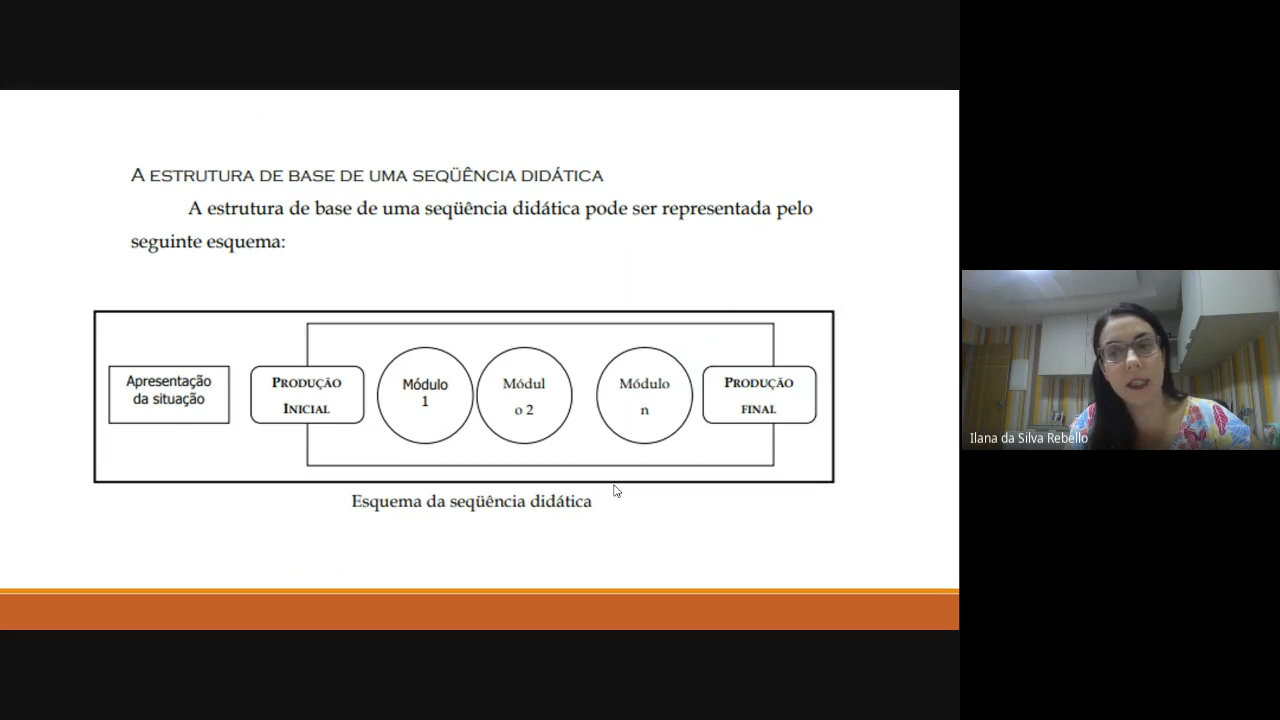 A ESTRUTURA DE BASE DE UMA SEQÜÊNCIA DIDÁTICA
A estrutura de base de uma seqüência didática pode ser representada pelo
seguinte esquema:
Apresentação
da situação
PRODUÇÃO
INICIAL
Módulo
1
Módul
o 2
Módulo
n
PRODUÇÃO
FINAL
Esquema da seqüência didática
Ilana da Silva Rebello